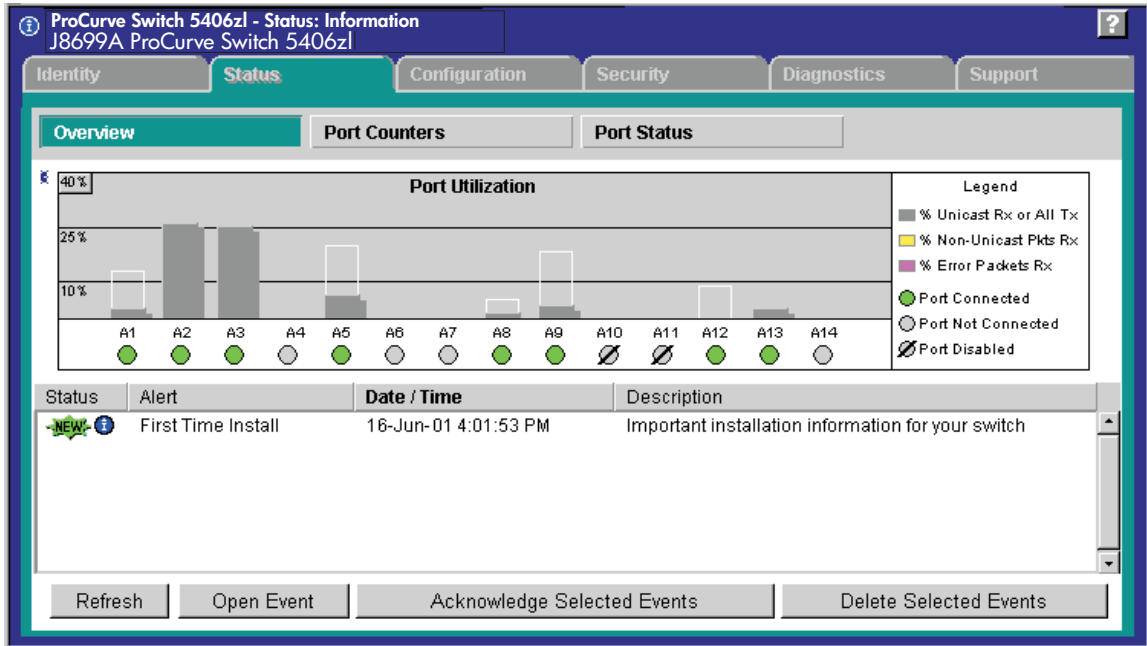 ProCurve Switch 5406zl - Status: Information
J8699A ProCurve Switch 5406zl
?
Identity Status Configuration Security Diagnostics Support
Overview Port Counters Port Status
40%
Port Utilization
25%
10%
A1 A2 A3 A4 A5 A6 A7 A8 A9 A10 A11 A12 A13 A14
Legend
% Unicast Rx or All Tx
% Non-Unicast Pkts Rx
% Error Packets Rx
Port Connected
Port Not Connected
Port Disabled
Status Alert Date / Time Description
NEW! First Time Install 16-Jun-01 4:01:53 PM Important installation information for your switch
Refresh Open Event Acknowledge Selected Events Delete Selected Events